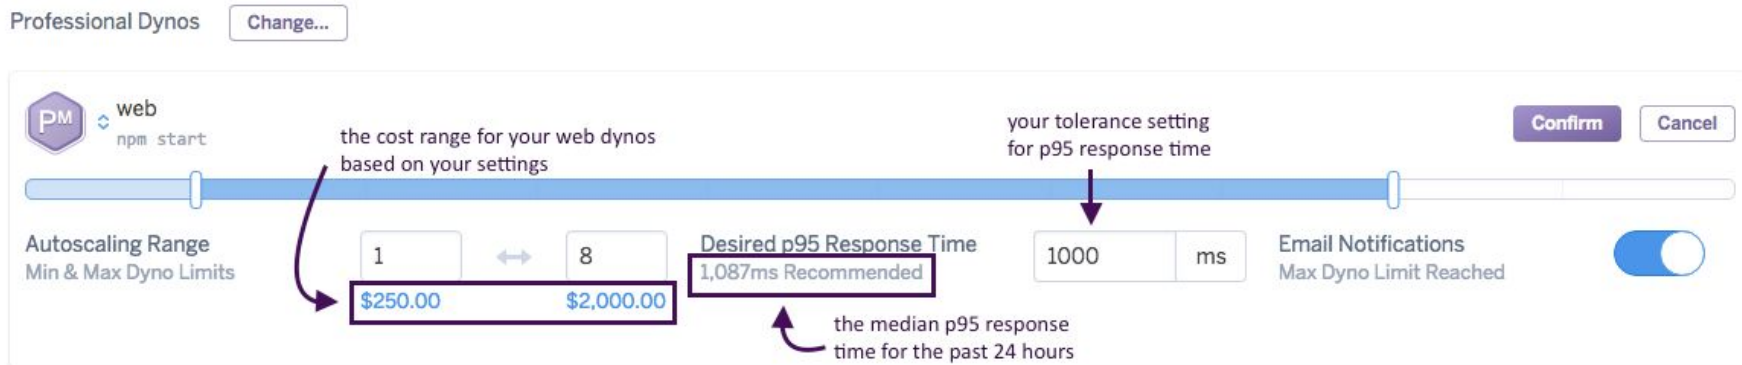 Professional Dynos Change...
PM web
npm start
the cost range for your web dynos
based on your settings
your tolerance setting
for p95 response time
Confirm Cancel
Autoscaling Range 1 8 Desired p95 Response Time 1000 ms Email Notifications
Min & Max Dyno Limits 1,087ms Recommended Max Dyno Limit Reached
$250.00 $2,000.00
the median p95 response
time for the past 24 hours